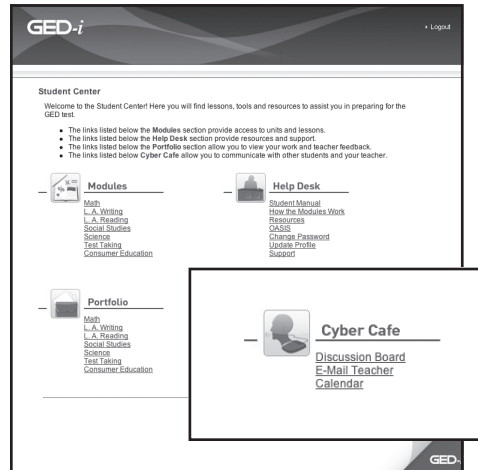 GED-i
Logout
Student Center
Welcome to the Student Center! Here you will find lessons, tools and resources to assist you in preparing for the
GED test.
The links listed below the Modules section provide access to units and lessons.
The links listed below the Help Desk section provide resources and support.
The links listed below the Portfolio section allow you to view your work and teacher feedback.
The links listed below Cyber Cafe allow you to communicate with other students and your teacher.
Modules
Math
L. A. Writing
L. A. Reading
Social Studies
Science
Test Taking
Consumer Education
Help Desk
Student Manual
How the Modules Work
Resources
OASIS
Change Password
Update Profile
Support
Portfolio
Math
L. A. Writing
L. A. Reading
Social Studies
Science
Test Taking
Consumer Education
Cyber Cafe
Discussion Board
E-Mail Teacher
Calendar
GED-